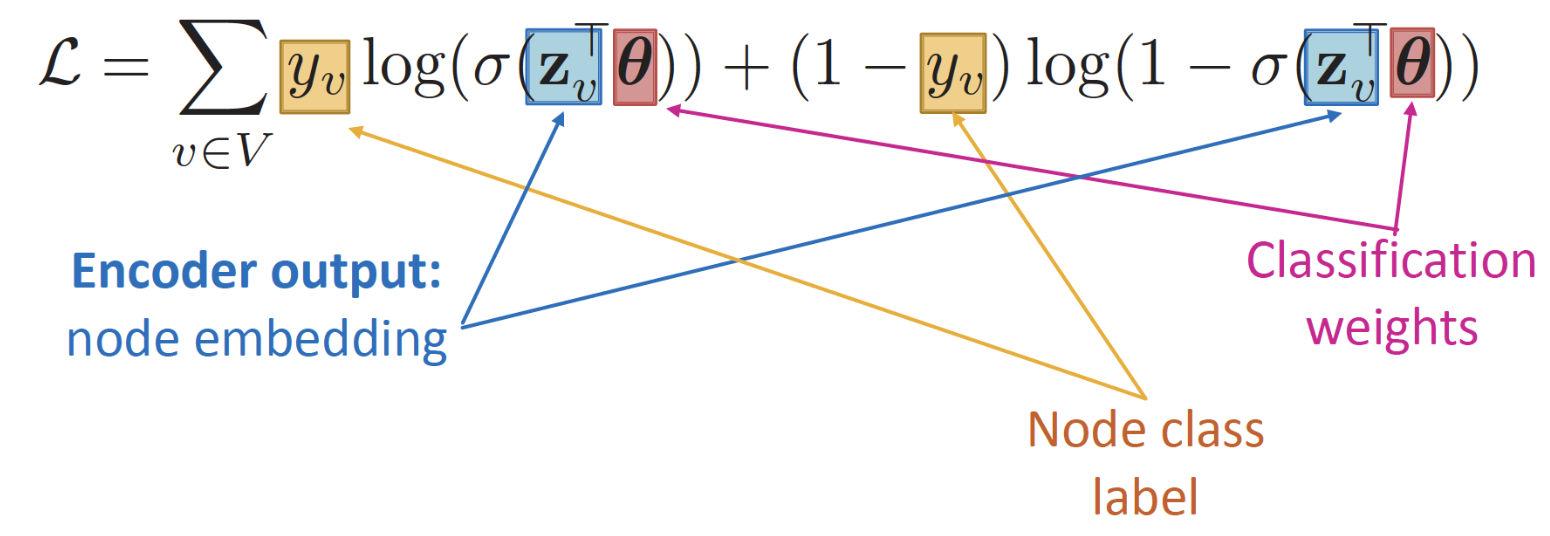 ℒ = ∑_{v∈V} y_v log(σ(𝐳_v^⊤ 𝜽)) + (1 − y_v) log(1 − σ(𝐳_v^⊤ 𝜽))
Encoder output:
node embedding
Classification
weights
Node class
label